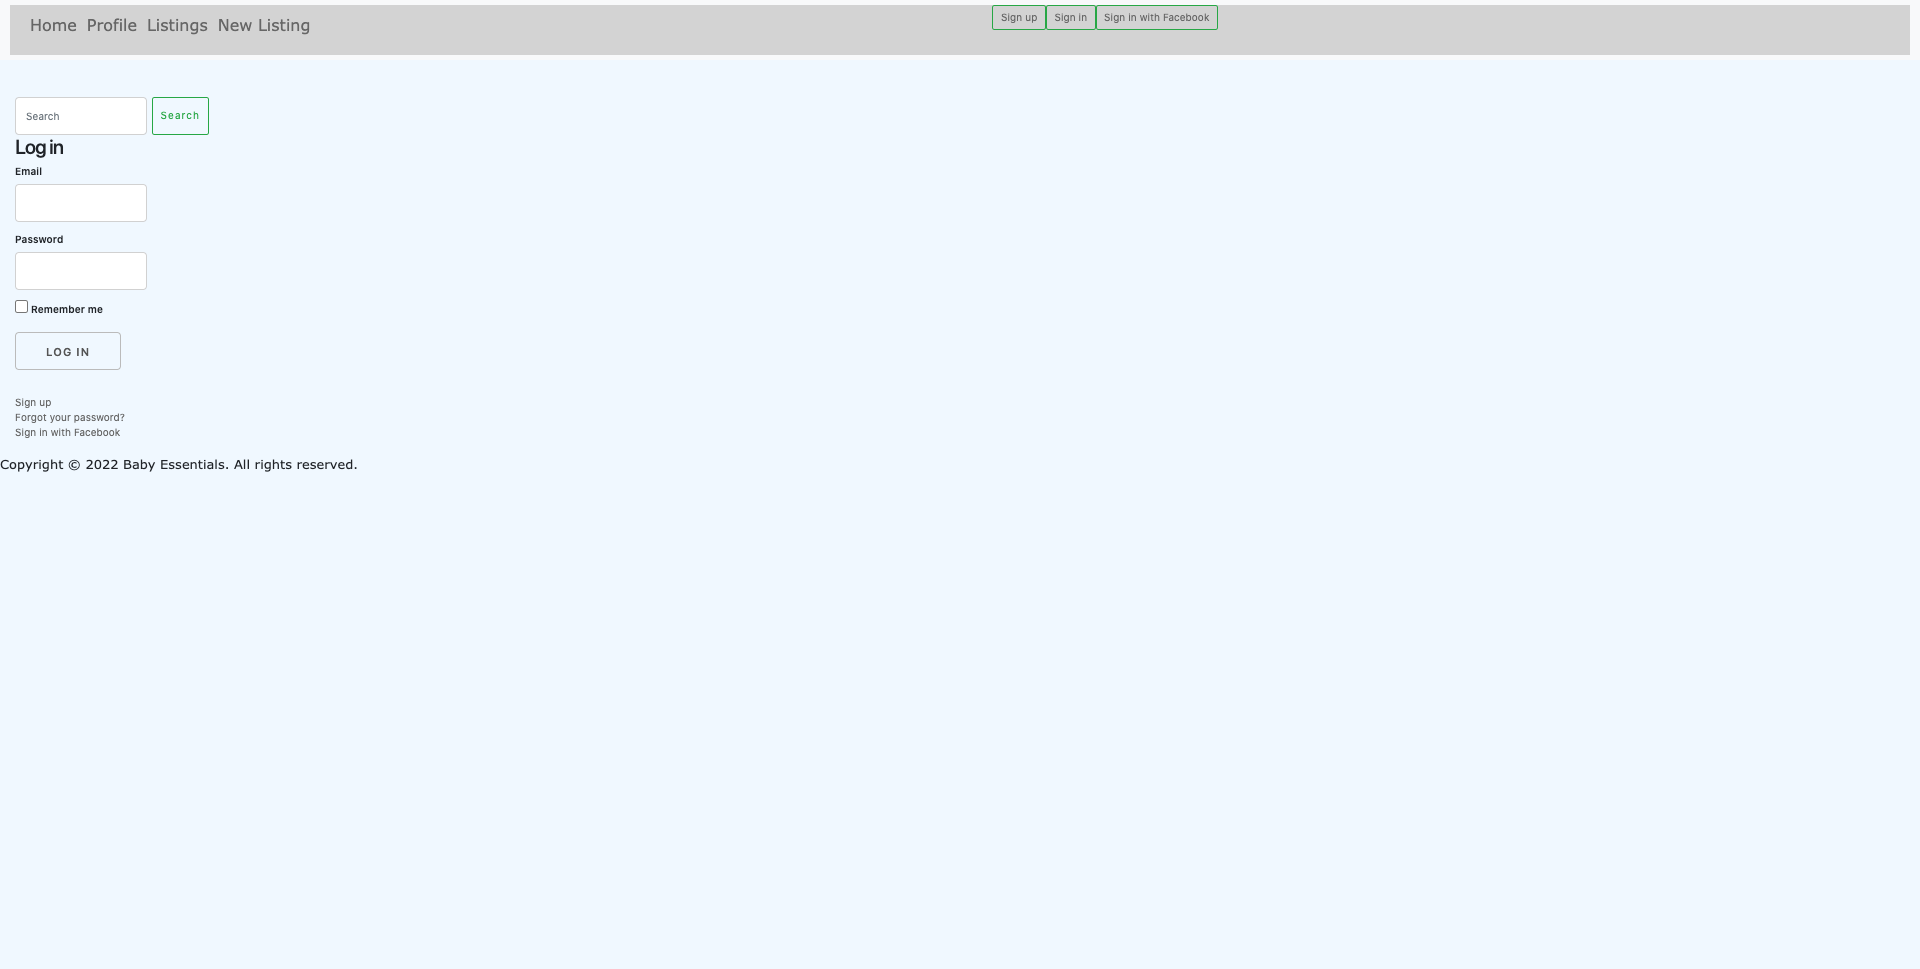 Home Profile Listings New Listing Sign up Sign in Sign in with Facebook
Search Search
Log in
Email
Password
Remember me
LOG IN
Sign up
Forgot your password?
Sign in with Facebook
Copyright © 2022 Baby Essentials. All rights reserved.